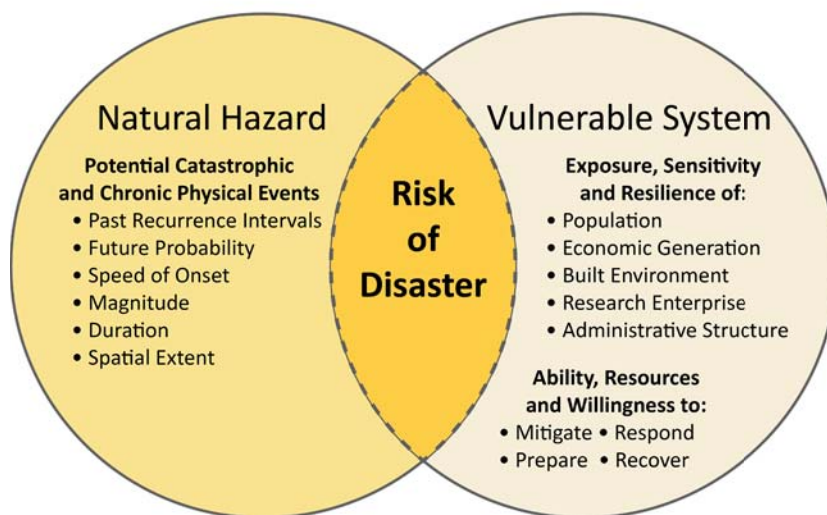 Natural Hazard
Potential Catastrophic
and Chronic Physical Events
• Past Recurrence Intervals
• Future Probability
• Speed of Onset
• Magnitude
• Duration
• Spatial Extent
Risk
of
Disaster
Vulnerable System
Exposure, Sensitivity
and Resilience of:
• Population
• Economic Generation
• Built Environment
• Research Enterprise
• Administrative Structure
Ability, Resources
and Willingness to:
• Mitigate • Respond
• Prepare • Recover